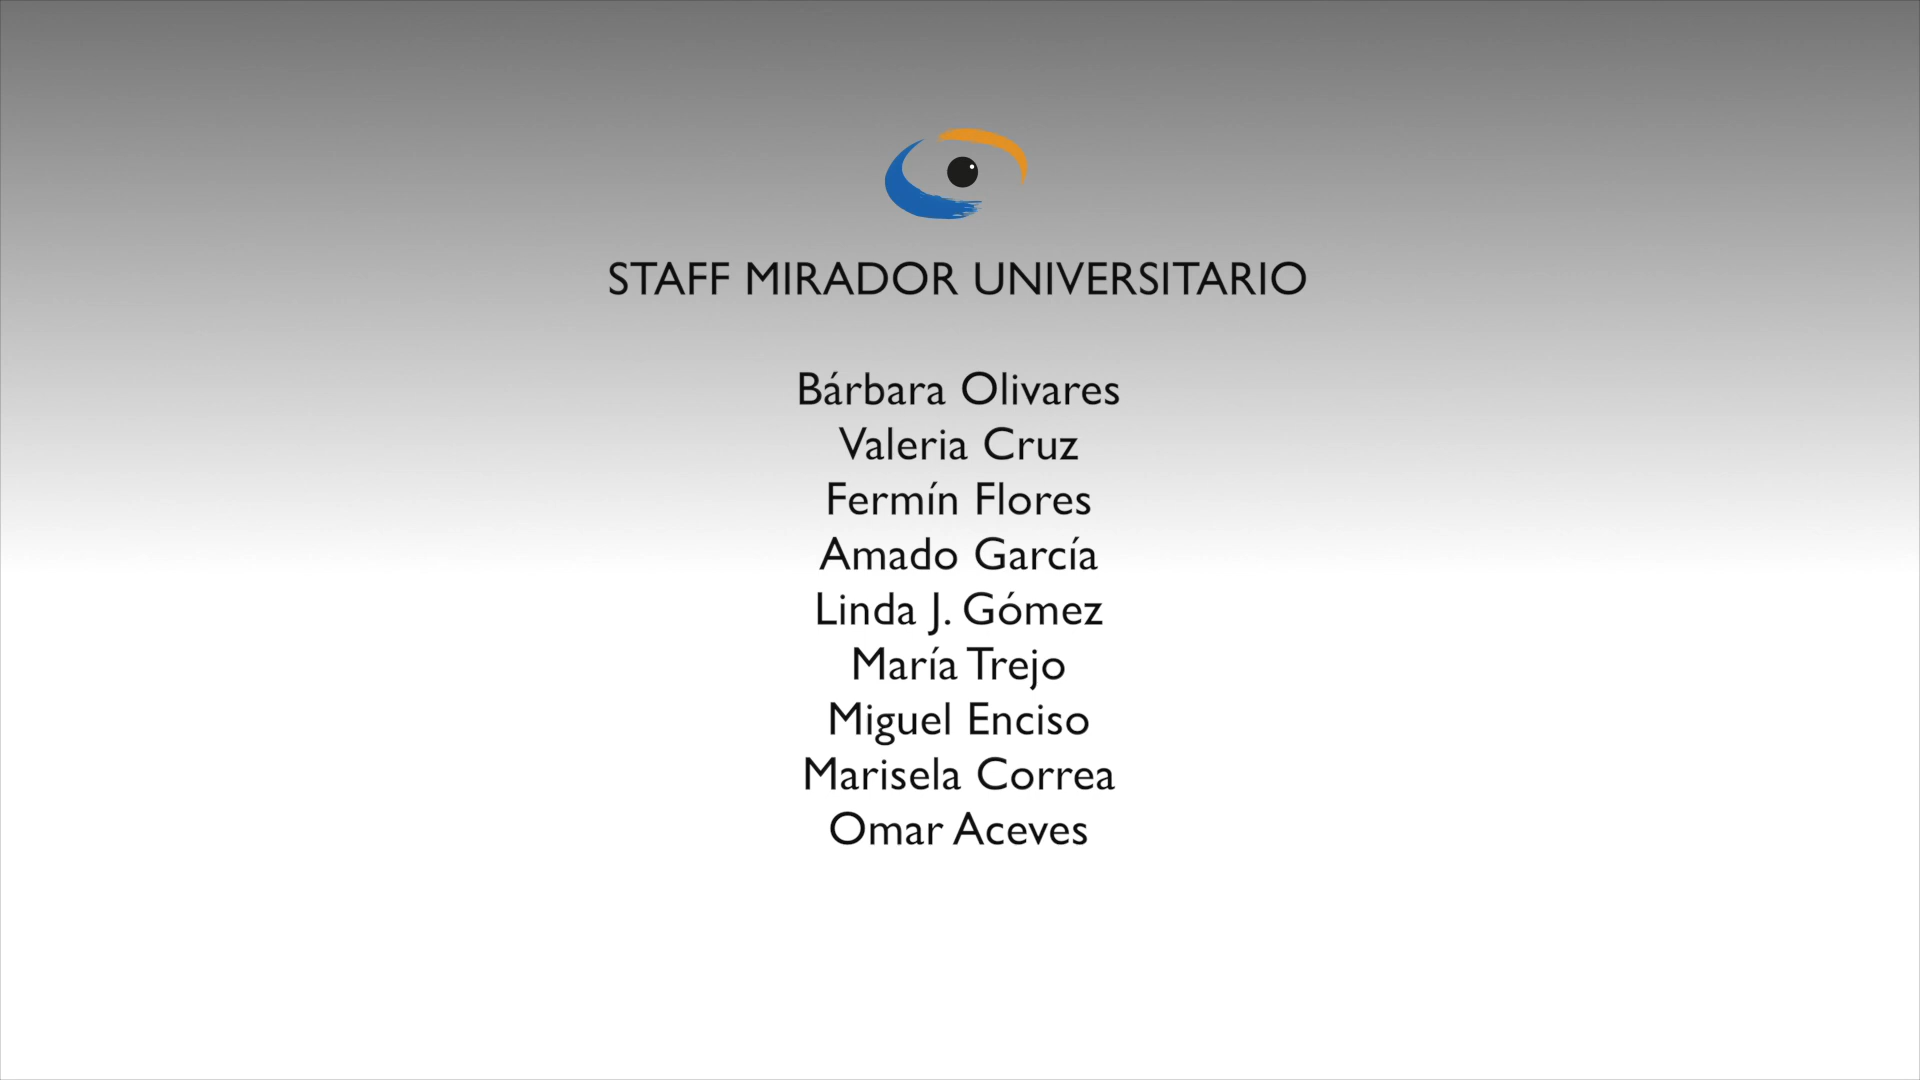 STAFF MIRADOR UNIVERSITARIO
Bárbara Olivares
Valeria Cruz
Fermín Flores
Amado García
Linda J. Gómez
María Trejo
Miguel Enciso
Marisela Correa
Omar Aceves